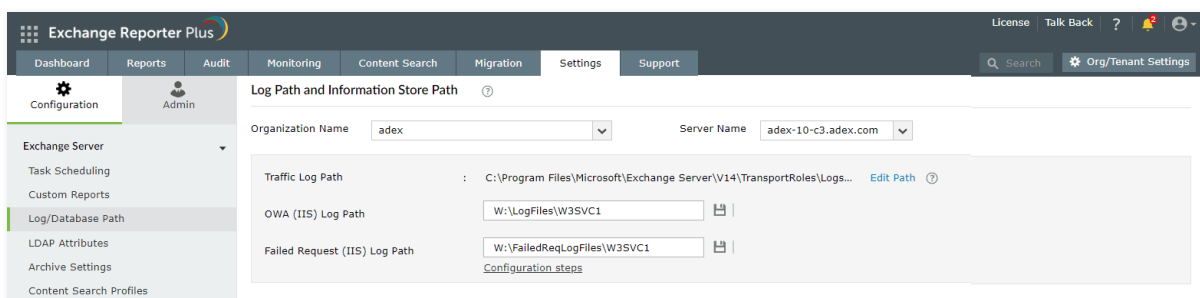 License Talk Back ? 2
Exchange Reporter Plus
Dashboard Reports Audit Monitoring Content Search Migration Settings Support Search Org/Tenant Settings
Configuration Admin
Log Path and Information Store Path ?
Organization Name adex Server Name adex-10-c3.adex.com
Exchange Server
Task Scheduling
Custom Reports
Log/Database Path
LDAP Attributes
Archive Settings
Content Search Profiles
Traffic Log Path : C:\Program Files\Microsoft\Exchange Server\V14\TransportRoles\Logs... Edit Path ?
OWA (IIS) Log Path W:\LogFiles\W3SVC1
Failed Request (IIS) Log Path W:\FailedReqLogFiles\W3SVC1
Configuration steps